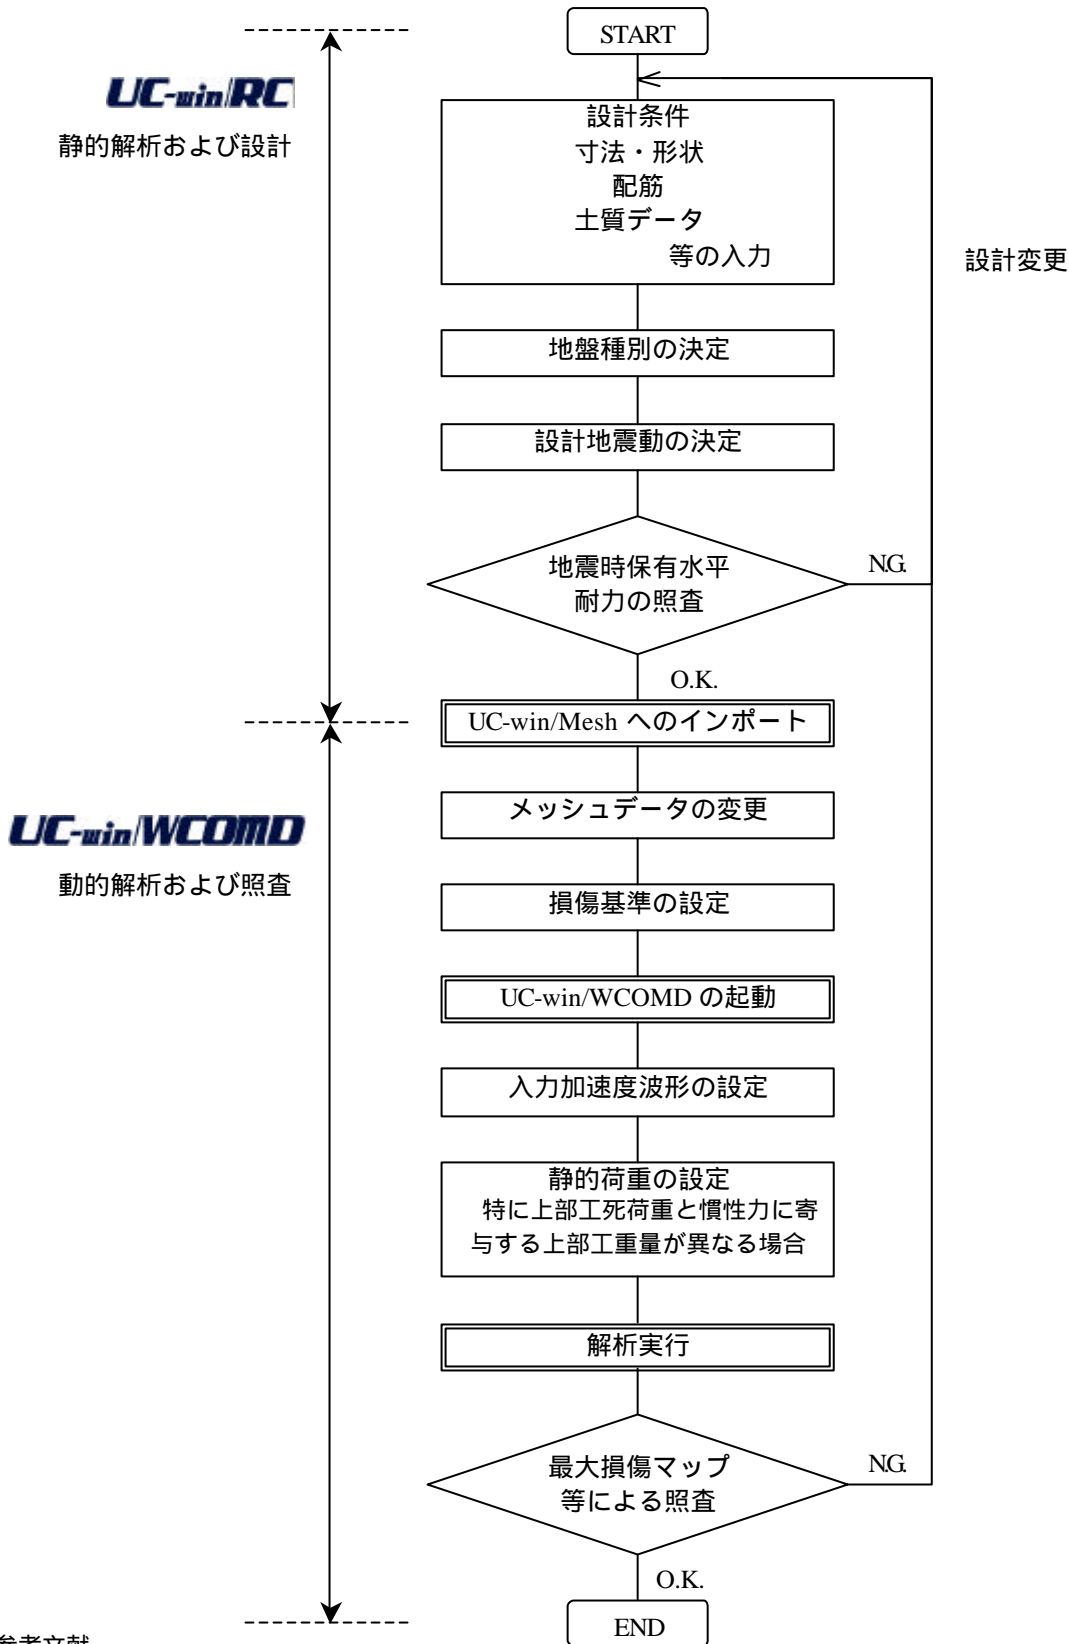 START
UC-win/RC
静的解析および設計
設計条件
寸法・形状
配筋
土質データ
等の入力
設計変更
地盤種別の決定
設計地震動の決定
地震時保有水平
耐力の照査
N.G.
O.K.
UC-win/Mesh へのインポート
メッシュデータの変更
UC-win/WCOMD
動的解析および照査
損傷基準の設定
UC-win/WCOMD の起動
入力加速度波形の設定
静的荷重の設定
特に上部工死荷重と慣性力に寄
与する上部工重量が異なる場合
解析実行
最大損傷マップ
等による照査
N.G.
O.K.
END
参考文献